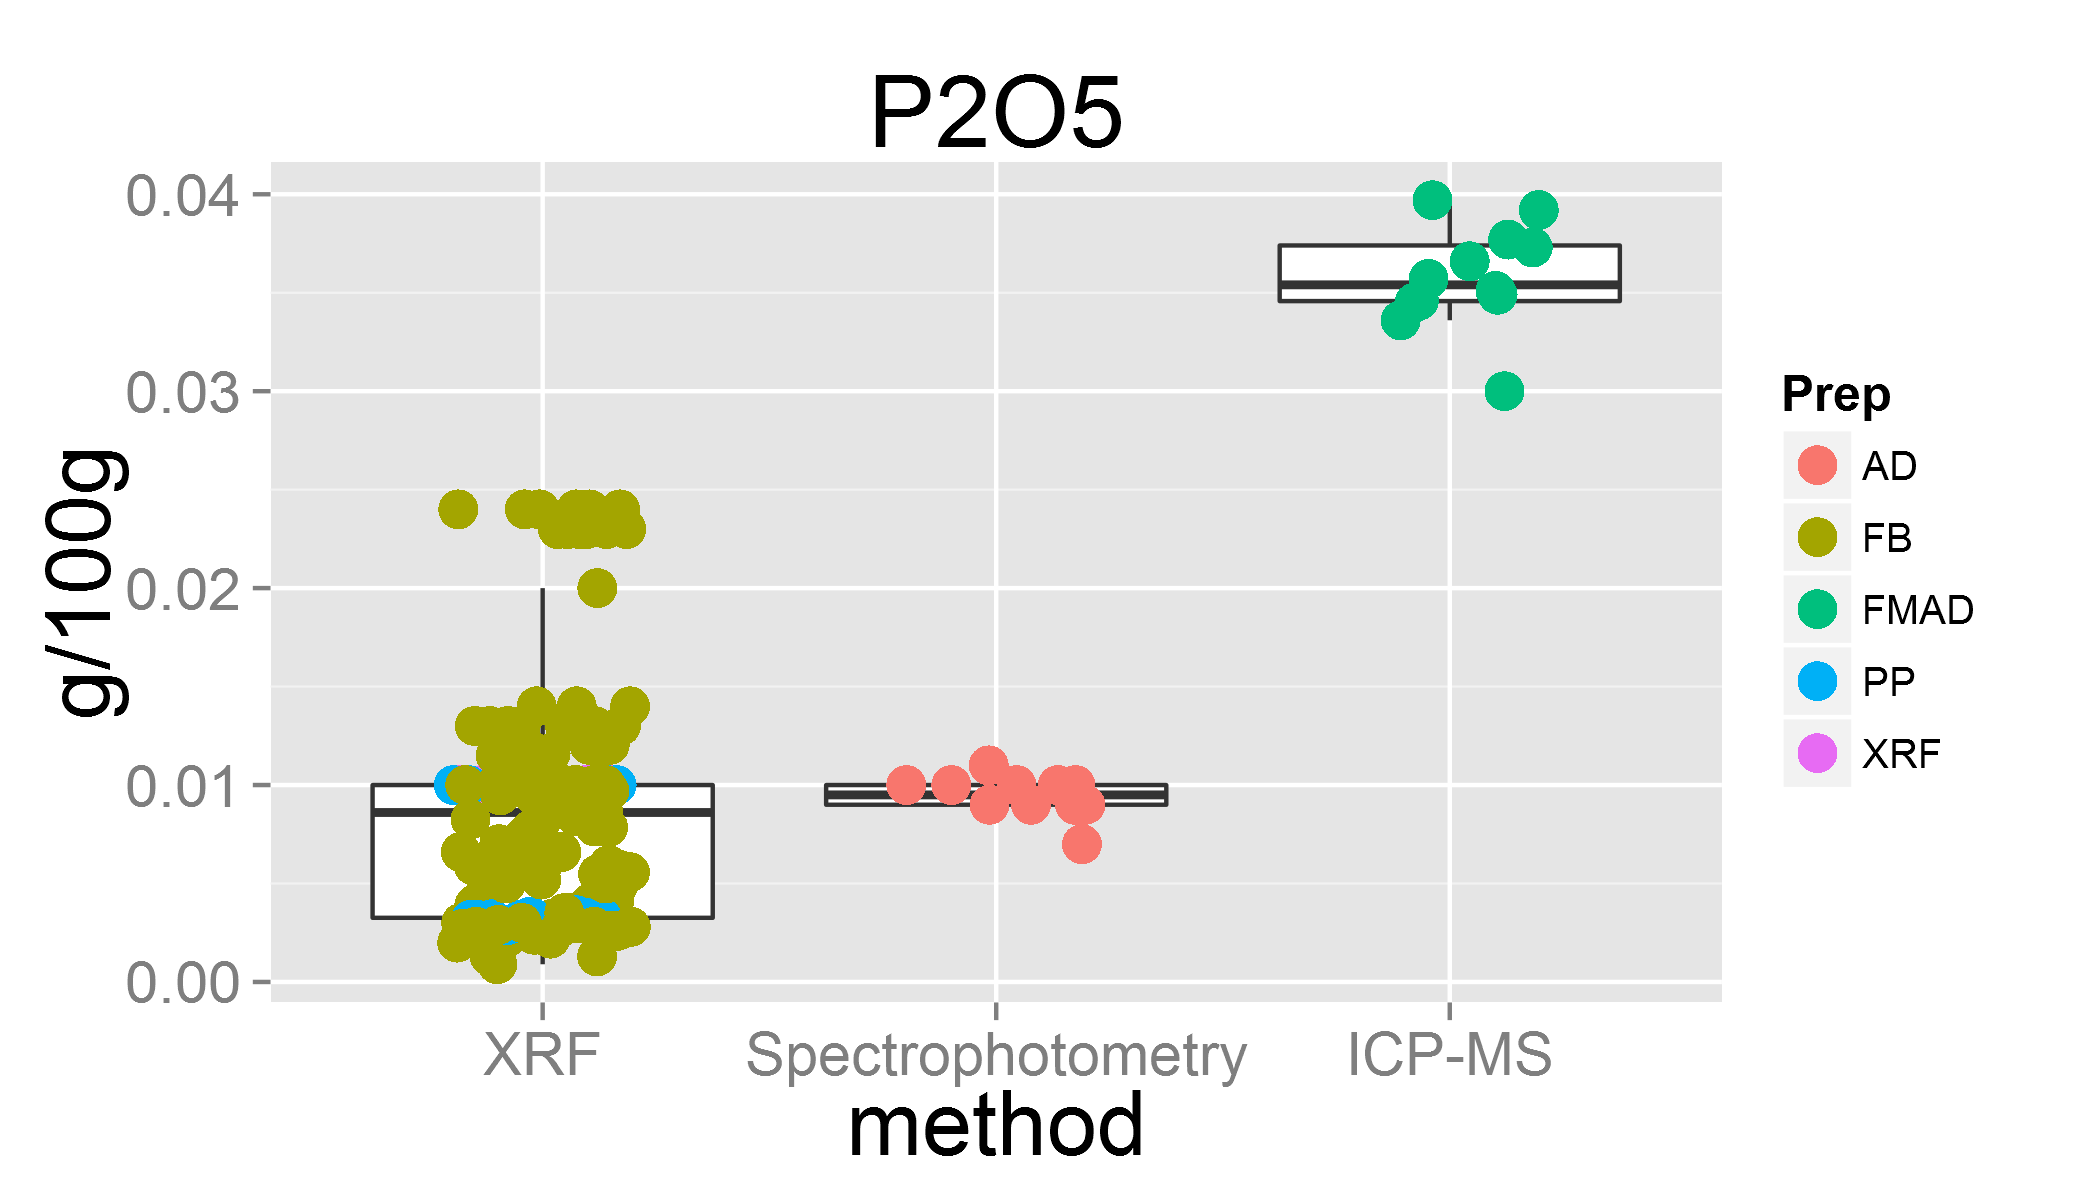 P2O5
g/100g
0.04
0.03
0.02
0.01
0.00
XRF Spectrophotometry ICP-MS
method
Prep
AD
FB
FMAD
PP
XRF